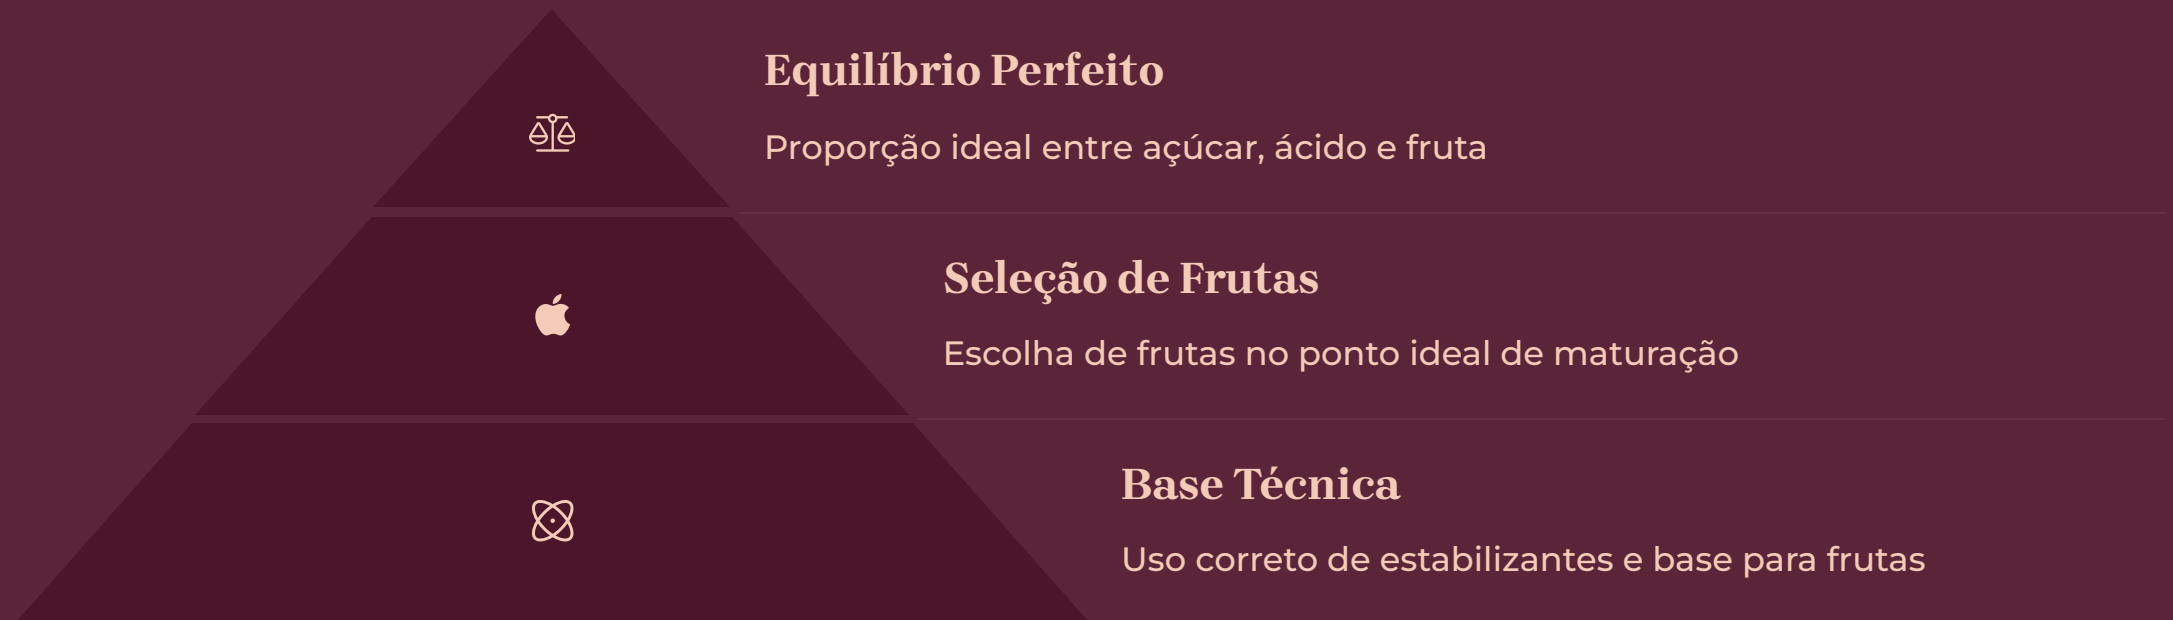 Equilíbrio Perfeito
Proporção ideal entre açúcar, ácido e fruta
Seleção de Frutas
Escolha de frutas no ponto ideal de maturação
Base Técnica
Uso correto de estabilizantes e base para frutas